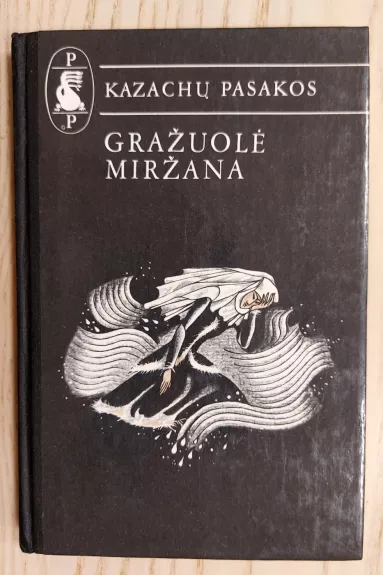 P
KAZACHŲ PASAKOS
P
GRAŽUOLĖ
MIRŽANA